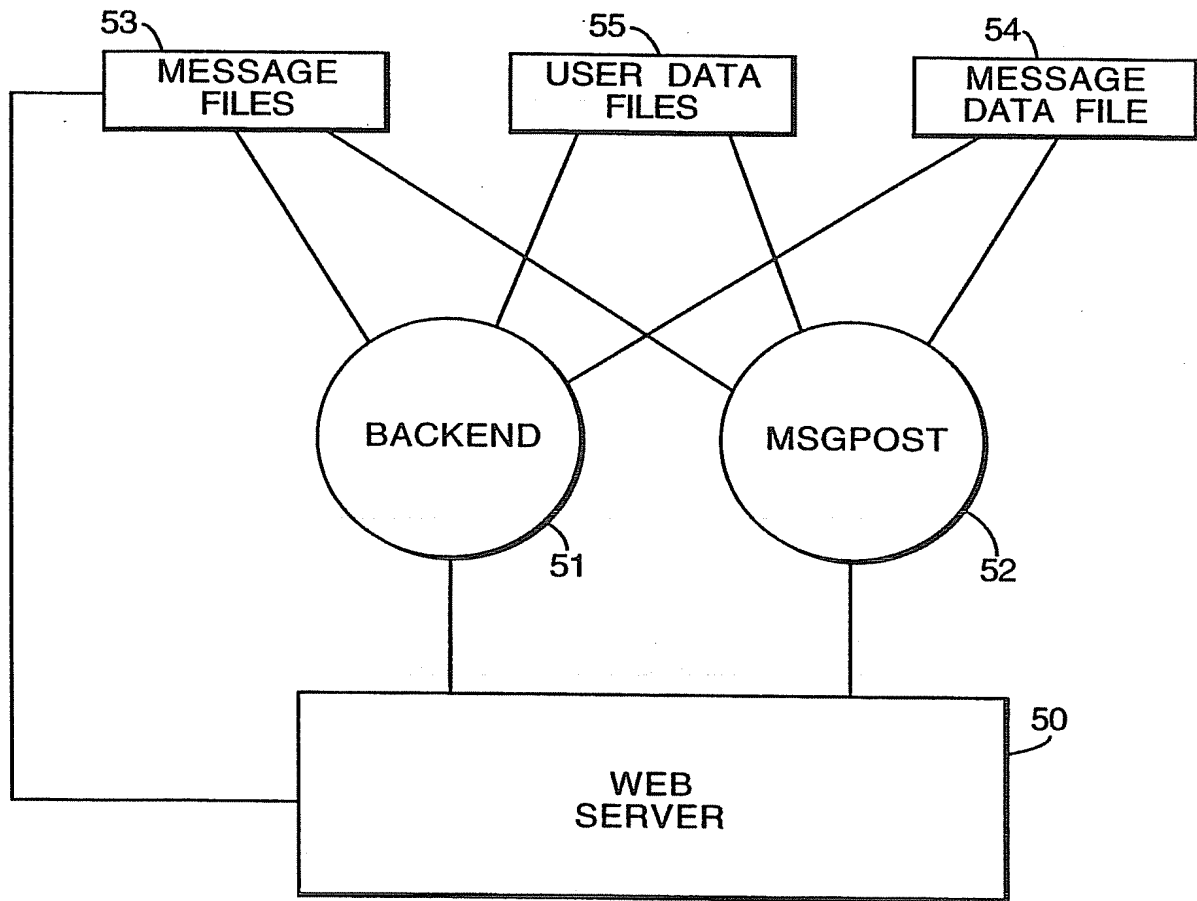 53
MESSAGE
FILES
55
USER DATA
FILES
54
MESSAGE
DATA FILE
BACKEND
51
MSGPOST
52
50
WEB
SERVER